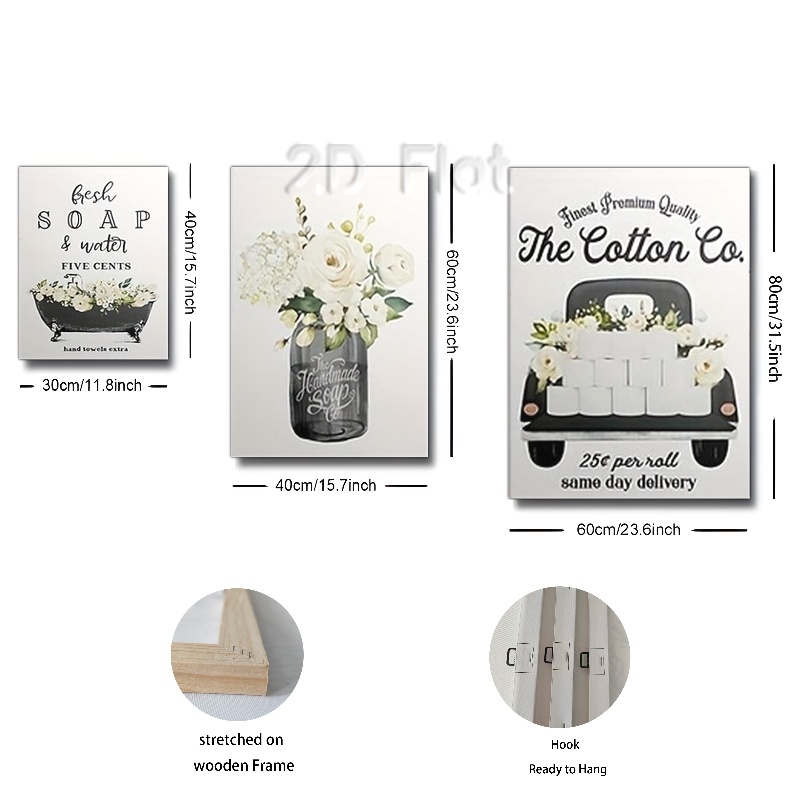 2D Flat
fresh
SOAP
& water
FIVE CENTS
hand towels extra
40cm/15.7inch
30cm/11.8inch
The
Handmade
Soap
Co.
60cm/23.6inch
40cm/15.7inch
Finest Premium Quality
The Cotton Co.
25¢ per roll
same day delivery
80cm/31.5inch
60cm/23.6inch
stretched on
wooden Frame
Hook
Ready to Hang